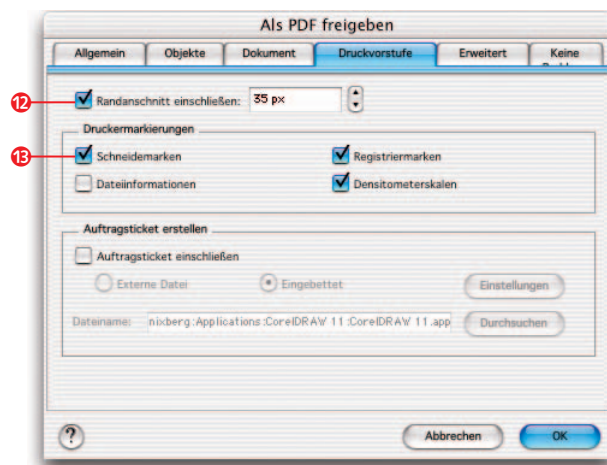 Als PDF freigeben
Allgemein Objekte Dokument Druckvorstufe Erweitert Keine
12 Randanschnitt einschließen: 35 px
Druckermarkierungen
13 Schneidemarken Registriermarken
Dateiinformationen Densitometerskalen
Auftragsticket erstellen
Auftragsticket einschließen
Externe Datei Eingebettet Einstellungen
Dateiname: nixberg:Applications:CorelDRAW 11:CorelDRAW 11.app Durchsuchen
? Abbrechen OK